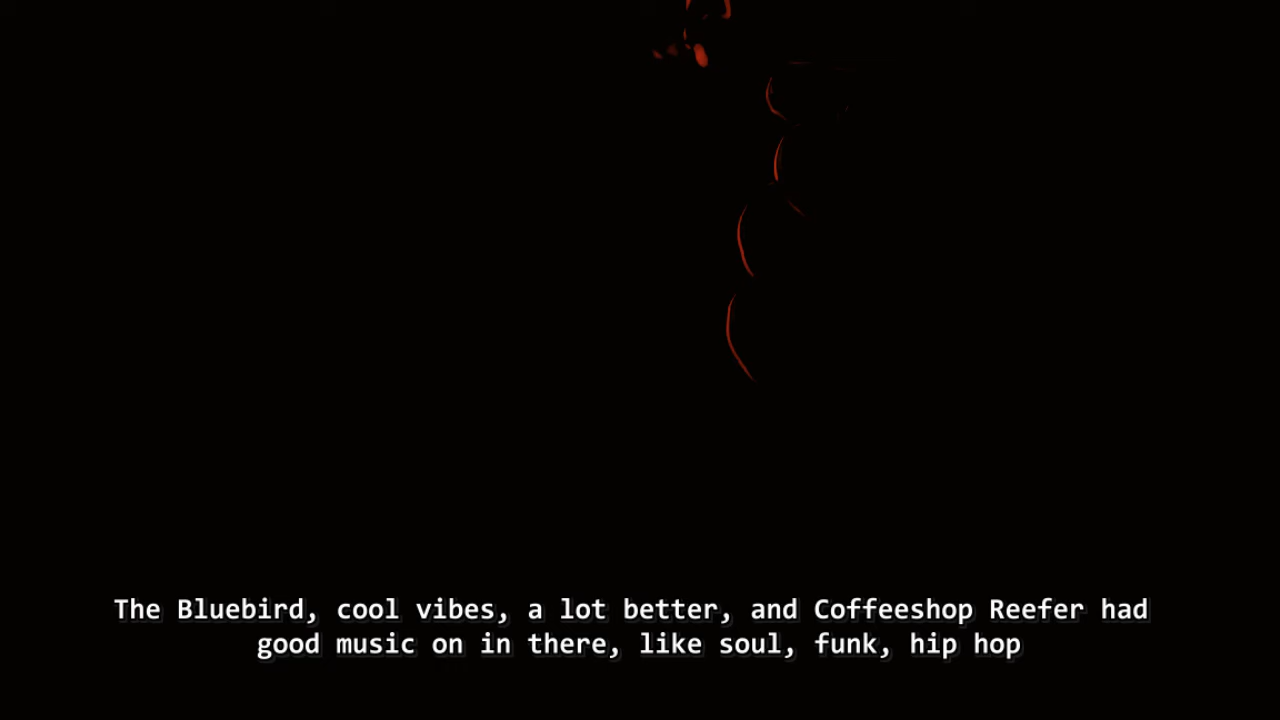 The Bluebird, cool vibes, a lot better, and Coffeeshop Reefer had
good music on in there, like soul, funk, hip hop